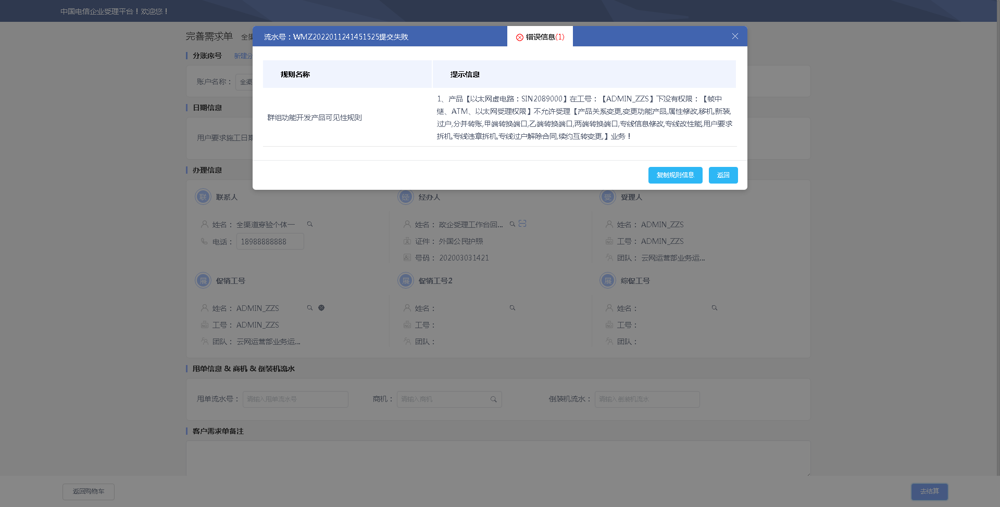 中国电信企业受理平台！欢迎您！
完善需求单 全渠
流水号：WMZ2022011241451525提交失败
错误信息(1)
分账序号 新建分
规则名称 提示信息
账户名称： 全渠
1、产品【以太网虚电路：SIN2089000】在工号：【ADMIN_ZZS】下没有权限：【帧中
继、ATM、以太网受理权限】不允许受理【产品关系变更,变更功能产品,属性修改,移机,新装,
过户,分并转账,甲端转换端口,乙端转换端口,两端转换端口,专线信息修改,专线改性能,用户要求
拆机,专线违章拆机,专线过户解除合同,续约互转变更,】业务！
群组功能开发产品可见性规则
日期信息
用户要求施工日期
办理信息
复制规则信息 返回
联 联系人 经 经办人 受 受理人
姓名： 全渠道穿验个体一 姓名： 政企受理工作台回... 姓名： ADMIN_ZZS
电话： 18988888888 证件： 外国公民护照 工号： ADMIN_ZZS
号码： 202003031421 团队： 云网运营部业务运...
展 促销工号 展 促销工号2 展 综促工号
姓名： ADMIN_ZZS 姓名： 姓名：
工号： ADMIN_ZZS 工号： 工号：
团队： 云网运营部业务运... 团队： 团队：
甩单信息 & 商机 & 倒装机流水
甩单流水号： 请输入甩单流水号 商机： 请输入商机 倒装机流水： 请输入倒装机流水
客户需求单备注
返回购物车 去结算